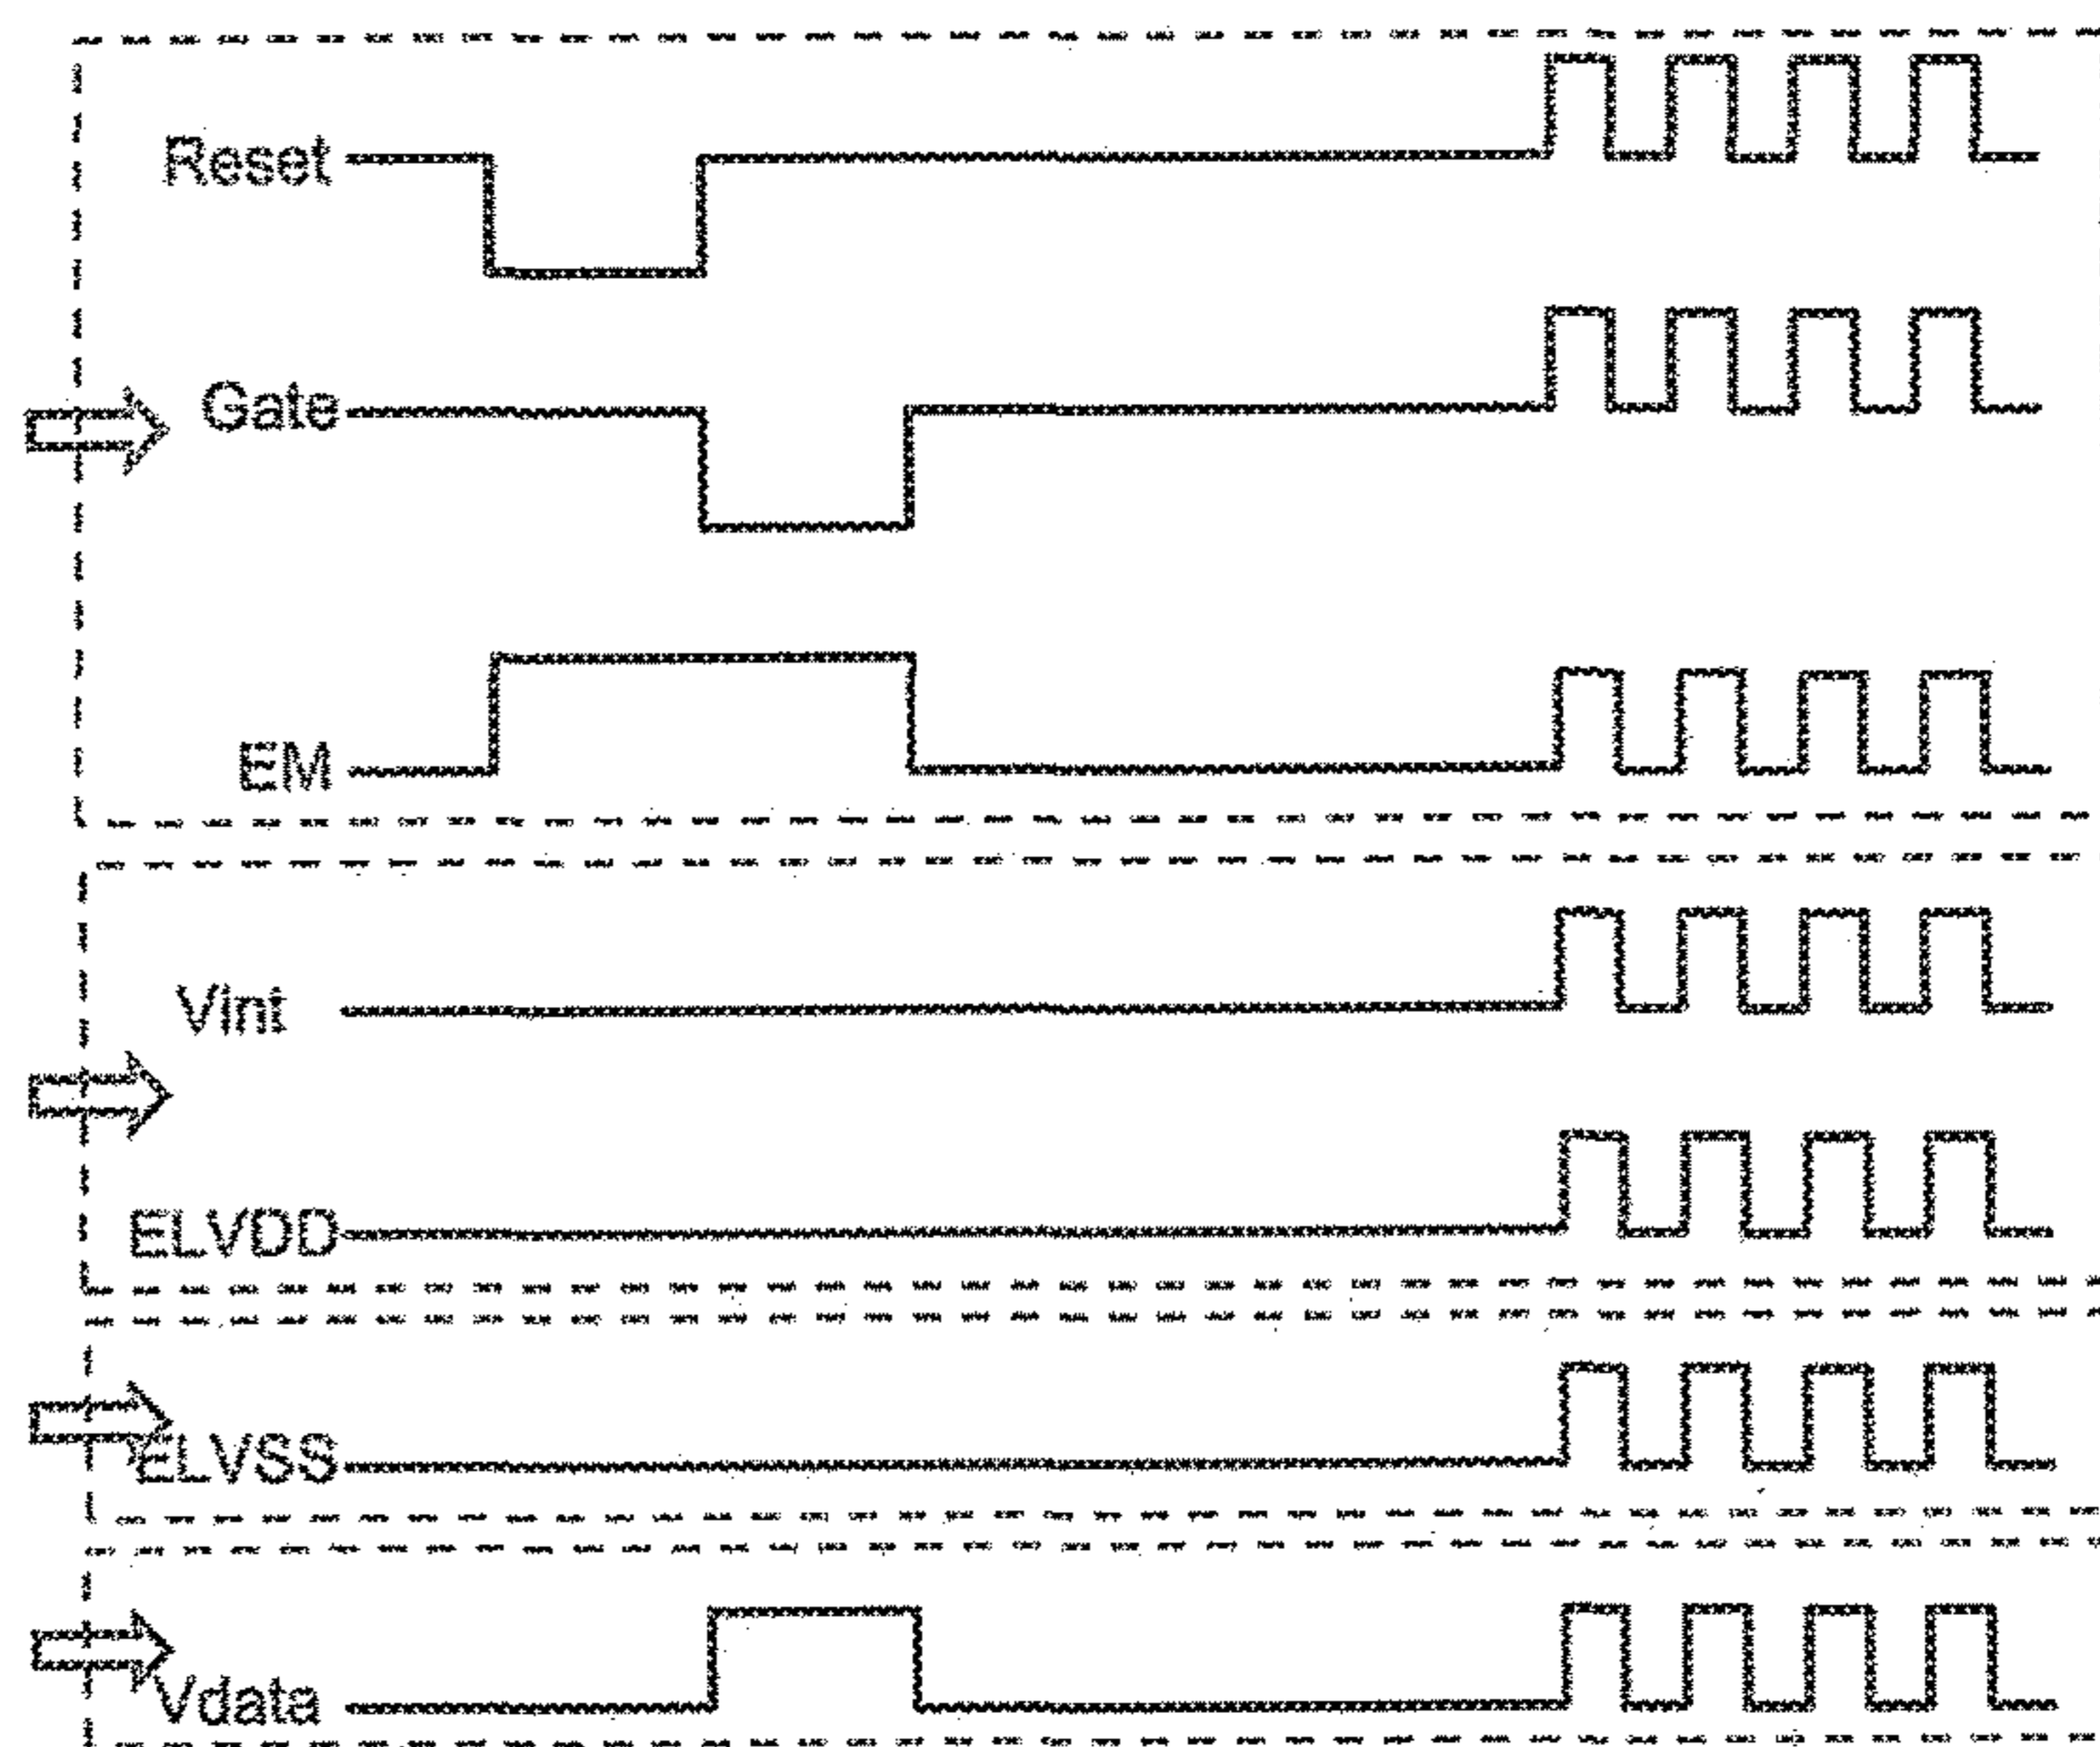 Reset
Gate
EM
Vint
ELVDD
ELVSS
Vdata